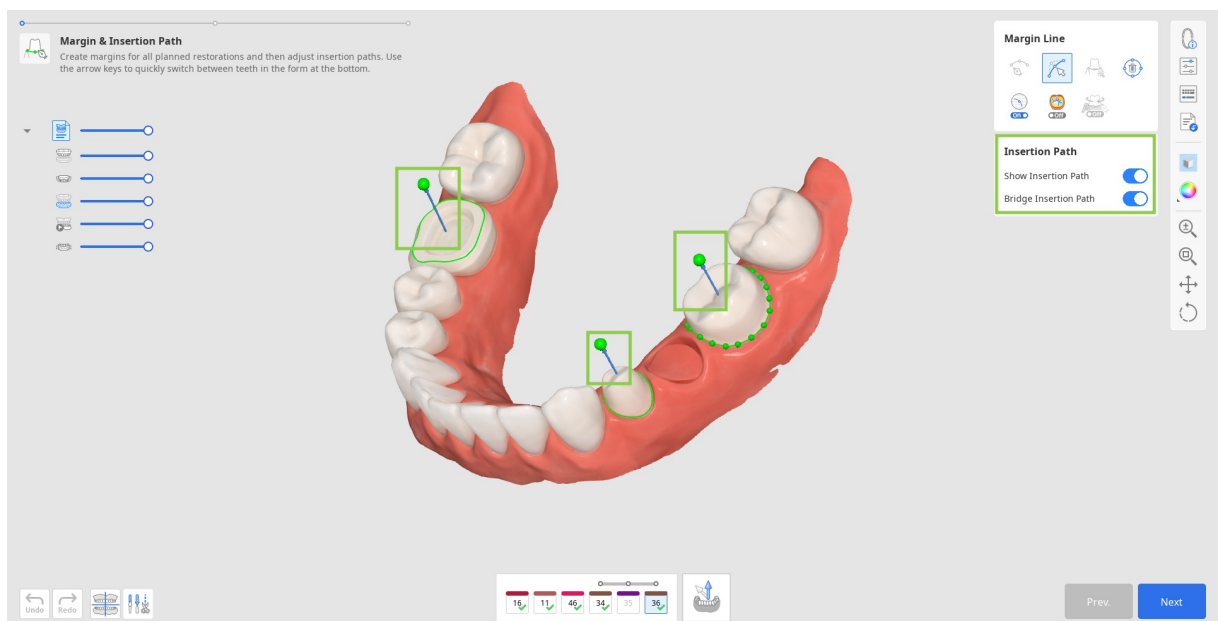 Margin & Insertion Path
Create margins for all planned restorations and then adjust insertion paths. Use
the arrow keys to quickly switch between teeth in the form at the bottom.
Margin Line
On
Off
Off
Insertion Path
Show Insertion Path
Bridge Insertion Path
Undo
Redo
16
11
46
34
35
36
Prev.
Next